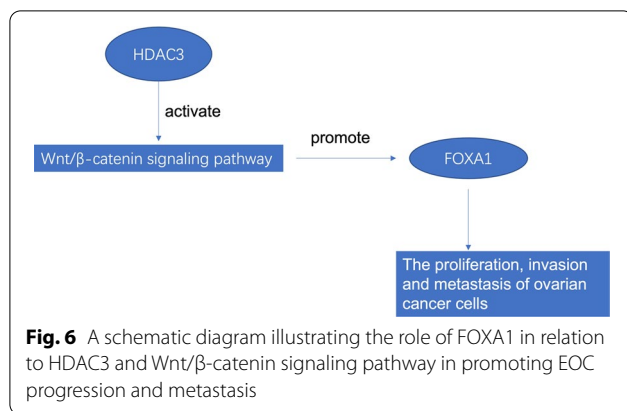 HDAC3
activate
Wnt/β-catenin signaling pathway
promote
FOXA1
The proliferation, invasion
and metastasis of ovarian
cancer cells
Fig. 6 A schematic diagram illustrating the role of FOXA1 in relation
to HDAC3 and Wnt/β-catenin signaling pathway in promoting EOC
progression and metastasis